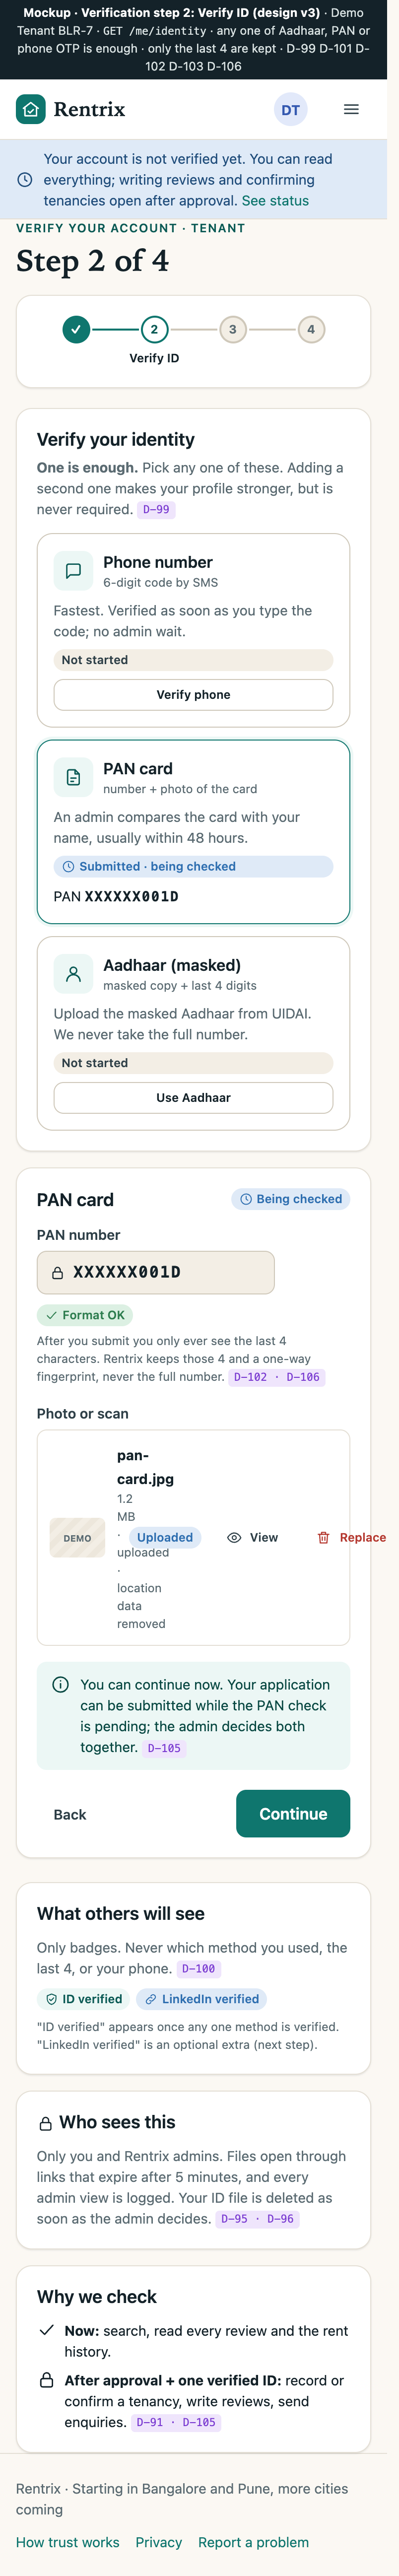 Mockup · Verification step 2: Verify ID (design v3) · Demo
Tenant BLR-7 · GET /me/identity · any one of Aadhaar, PAN or
phone OTP is enough · only the last 4 are kept · D-99 D-101 D-
102 D-103 D-106
Rentrix
DT
Your account is not verified yet. You can read
everything; writing reviews and confirming
tenancies open after approval. See status
VERIFY YOUR ACCOUNT · TENANT
Step 2 of 4
2
3
4
Verify ID
Verify your identity
One is enough. Pick any one of these. Adding a
second one makes your profile stronger, but is
never required. D-99
Phone number
6-digit code by SMS
Fastest. Verified as soon as you type the
code; no admin wait.
Not started
Verify phone
PAN card
number + photo of the card
An admin compares the card with your
name, usually within 48 hours.
Submitted · being checked
PAN XXXXXX001D
Aadhaar (masked)
masked copy + last 4 digits
Upload the masked Aadhaar from UIDAI.
We never take the full number.
Not started
Use Aadhaar
PAN card
Being checked
PAN number
XXXXXX001D
Format OK
After you submit you only ever see the last 4
characters. Rentrix keeps those 4 and a one-way
fingerprint, never the full number. D-102 · D-106
Photo or scan
DEMO
pan-
card.jpg
1.2
MB
·
uploaded
·
location
data
removed
Uploaded
View
Replace
You can continue now. Your application
can be submitted while the PAN check
is pending; the admin decides both
together. D-105
Back
Continue
What others will see
Only badges. Never which method you used, the
last 4, or your phone. D-100
ID verified
LinkedIn verified
"ID verified" appears once any one method is verified.
"LinkedIn verified" is an optional extra (next step).
Who sees this
Only you and Rentrix admins. Files open through
links that expire after 5 minutes, and every
admin view is logged. Your ID file is deleted as
soon as the admin decides. D-95 · D-96
Why we check
Now: search, read every review and the rent
history.
After approval + one verified ID: record or
confirm a tenancy, write reviews, send
enquiries. D-91 · D-105
Rentrix · Starting in Bangalore and Pune, more cities
coming
How trust works
Privacy
Report a problem